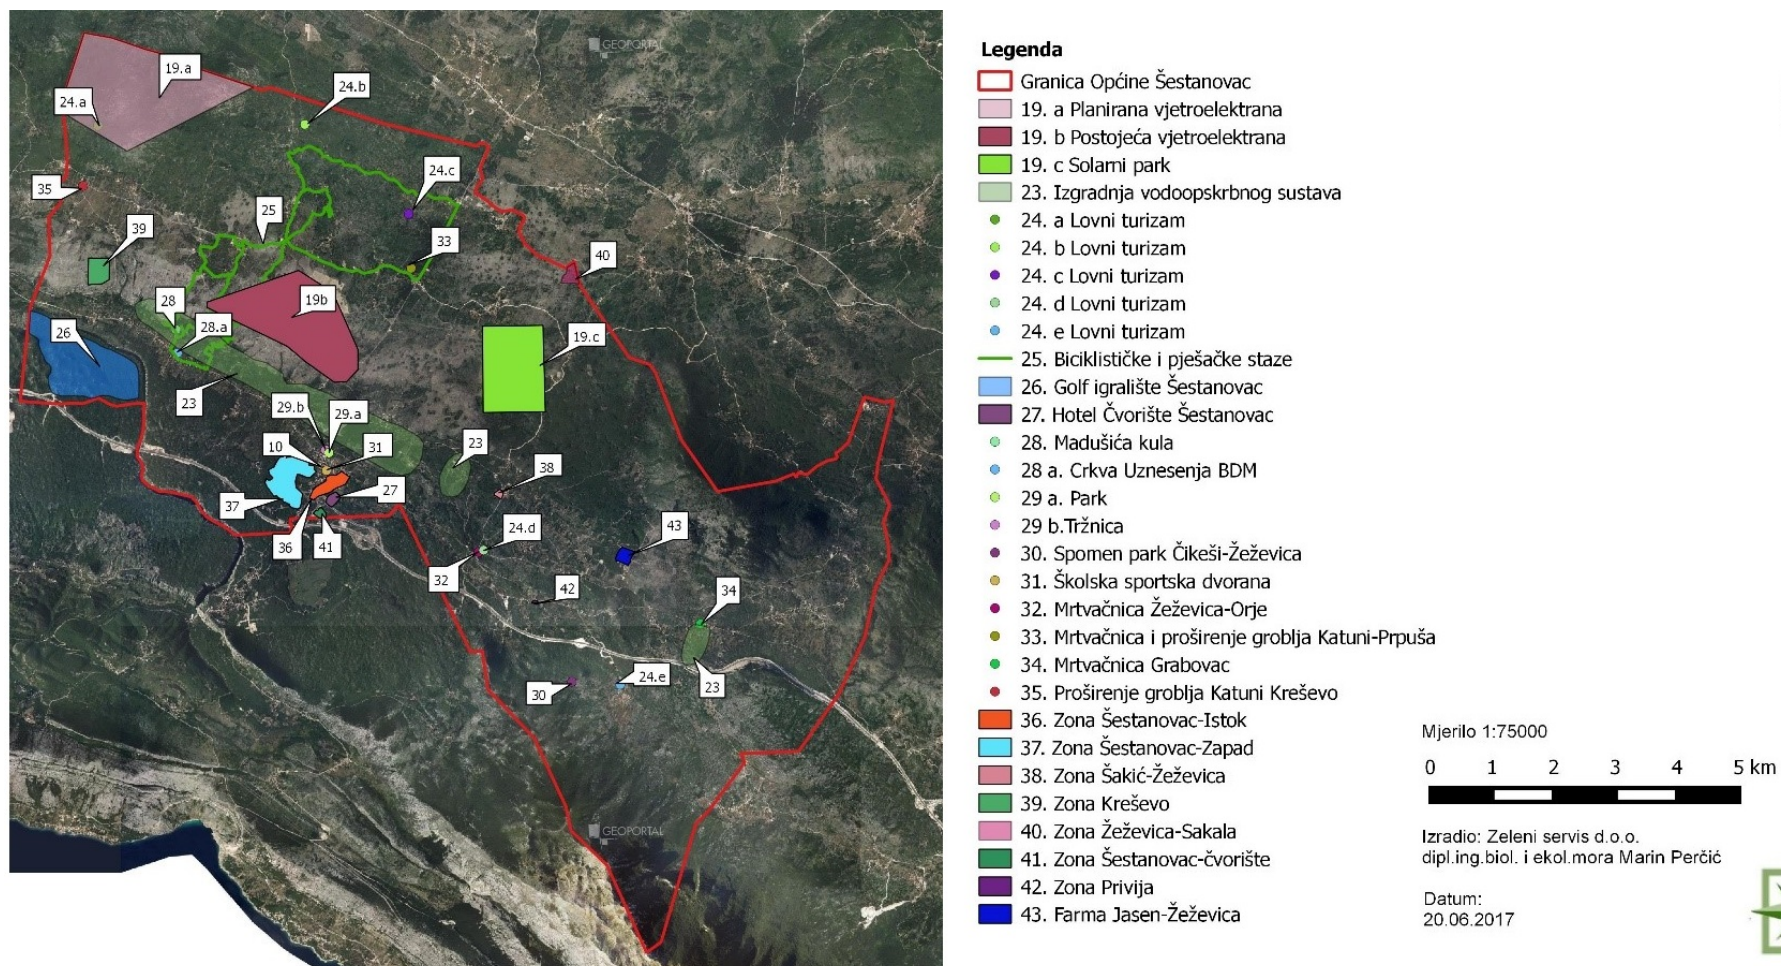 GEOPORTAL
19.a
24.a
24.b
24.c
35
25
39
33
40
28
19b
28.a
26
19.c
23
29.b
29.a
10
31
23
38
27
37
24.d
43
36
41
32
42
34
30
24.e
23
GEOPORTAL
Legenda
Granica Općine Šestanovac
19. a Planirana vjetroelektrana
19. b Postojeća vjetroelektrana
19. c Solarni park
23. Izgradnja vodoopskrbnog sustava
24. a Lovni turizam
24. b Lovni turizam
24. c Lovni turizam
24. d Lovni turizam
24. e Lovni turizam
25. Biciklističke i pješačke staze
26. Golf igralište Šestanovac
27. Hotel Čvorište Šestanovac
28. Madušića kula
28 a. Crkva Uznesenja BDM
29 a. Park
29 b.Tržnica
30. Spomen park Čikeši-Žeževica
31. Školska sportska dvorana
32. Mrtvačnica Žeževica-Orje
33. Mrtvačnica i proširenje groblja Katuni-Prpuša
34. Mrtvačnica Grabovac
35. Proširenje groblja Katuni Kreševo
36. Zona Šestanovac-Istok
37. Zona Šestanovac-Zapad
38. Zona Šakić-Žeževica
39. Zona Kreševo
40. Zona Žeževica-Sakala
41. Zona Šestanovac-čvorište
42. Zona Privija
43. Farma Jasen-Žeževica
Mjerilo 1:75000
0 1 2 3 4 5 km
Izradio: Zeleni servis d.o.o.
dipl.ing.biol. i ekol.mora Marin Perčić
Datum:
20.06.2017